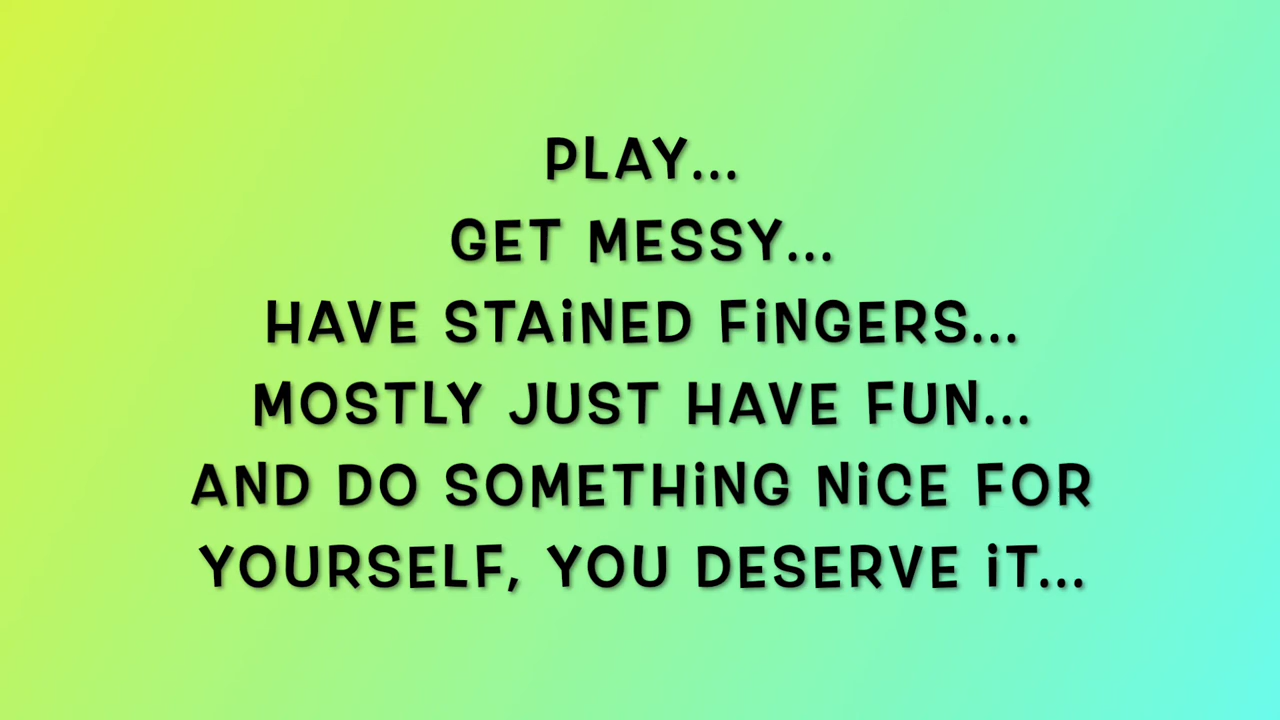 PLAY...
GET MESSY...
HAVE STAiNED FiNGERS...
MOSTLY JUST HAVE FUN...
AND DO SOMETHiNG NiCE FOR
YOURSELF, YOU DESERVE iT...